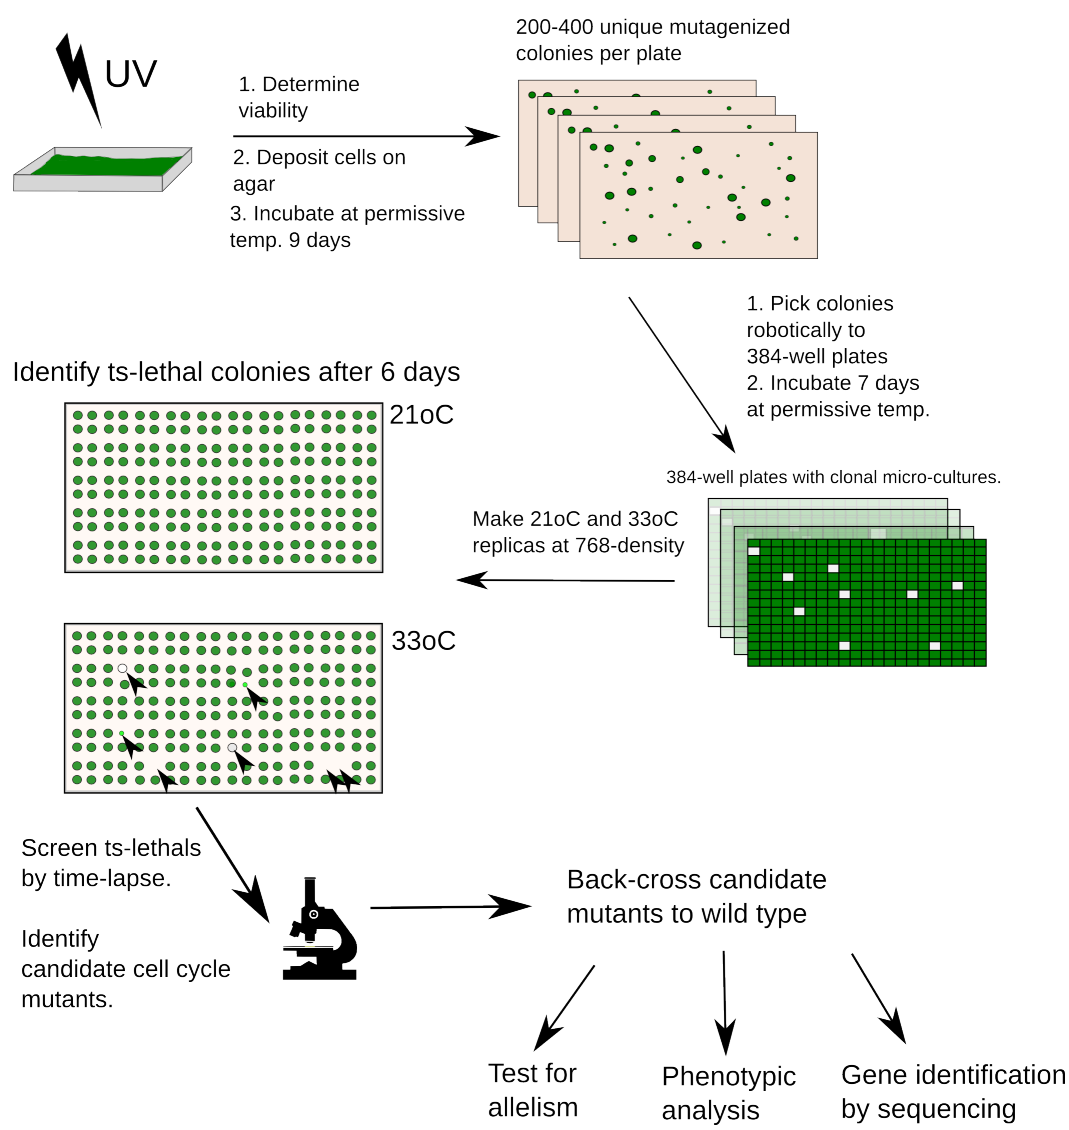 UV
1. Determine
viability
2. Deposit cells on
agar
3. Incubate at permissive
temp. 9 days
200-400 unique mutagenized
colonies per plate
1. Pick colonies
robotically to
384-well plates
2. Incubate 7 days
at permissive temp.
384-well plates with clonal micro-cultures.
Make 21oC and 33oC
replicas at 768-density
Identify ts-lethal colonies after 6 days
21oC
33oC
Screen ts-lethals
by time-lapse.
Identify
candidate cell cycle
mutants.
Back-cross candidate
mutants to wild type
Test for
allelism
Phenotypic
analysis
Gene identification
by sequencing